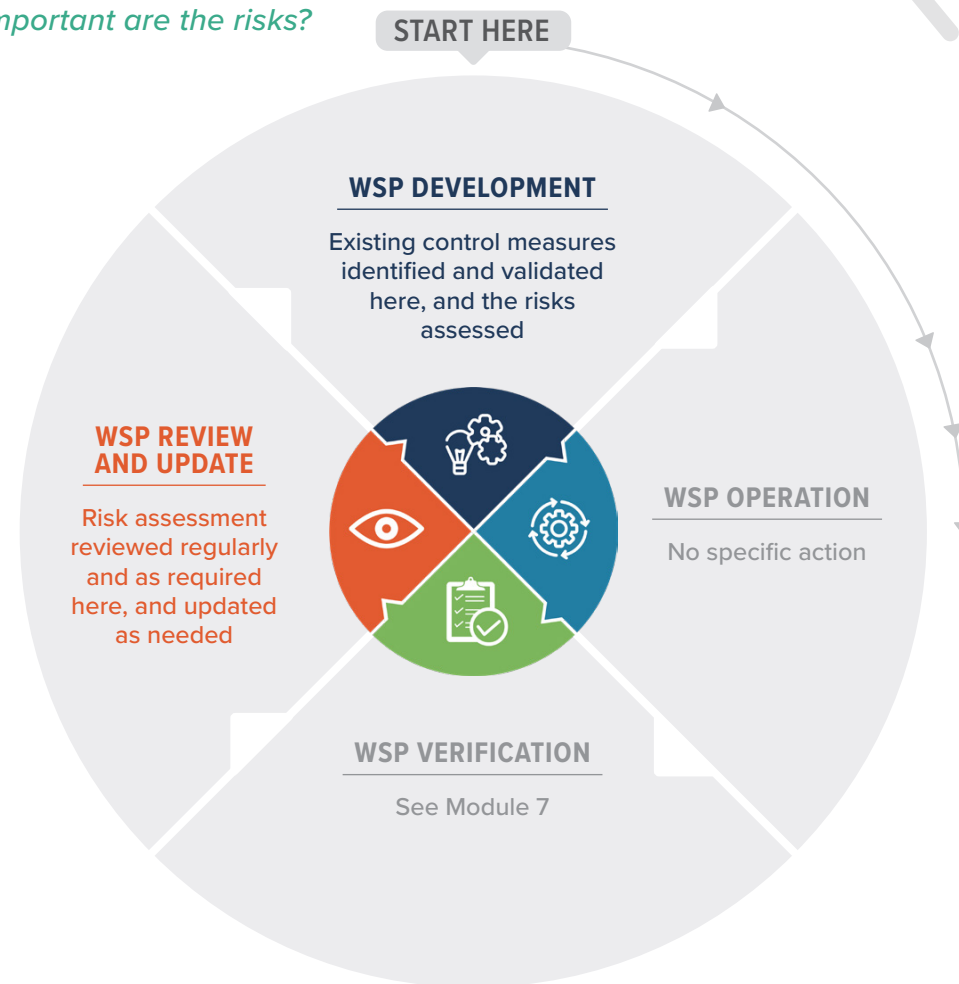 important are the risks?
START HERE
WSP DEVELOPMENT
Existing control measures
identified and validated
here, and the risks
assessed
WSP REVIEW
AND UPDATE
Risk assessment
reviewed regularly
and as required
here, and updated
as needed
WSP OPERATION
No specific action
WSP VERIFICATION
See Module 7